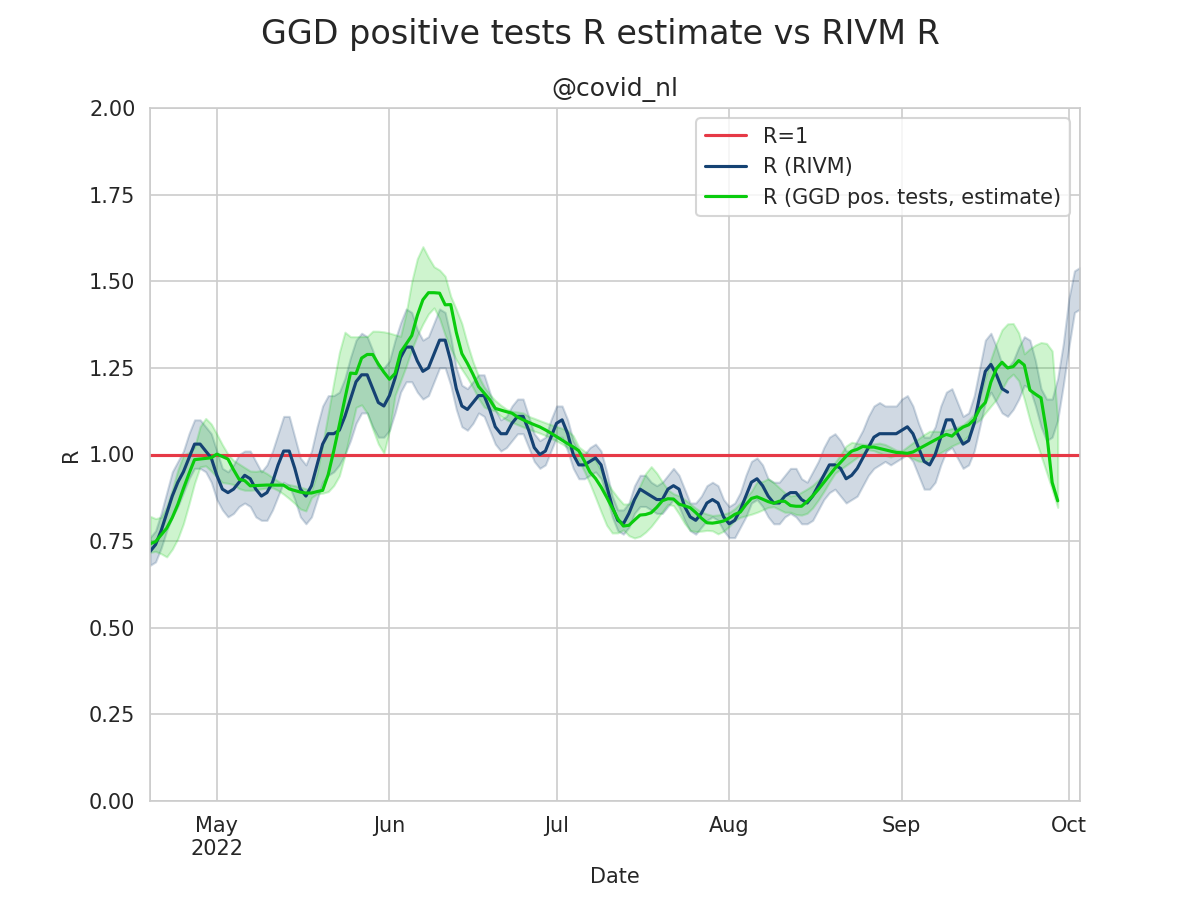 GGD positive tests R estimate vs RIVM R
@covid_nl
R=1
R (RIVM)
R (GGD pos. tests, estimate)
2.00
1.75
1.50
1.25
1.00
0.75
0.50
0.25
0.00
R
May
2022
Jun
Jul
Aug
Sep
Oct
Date